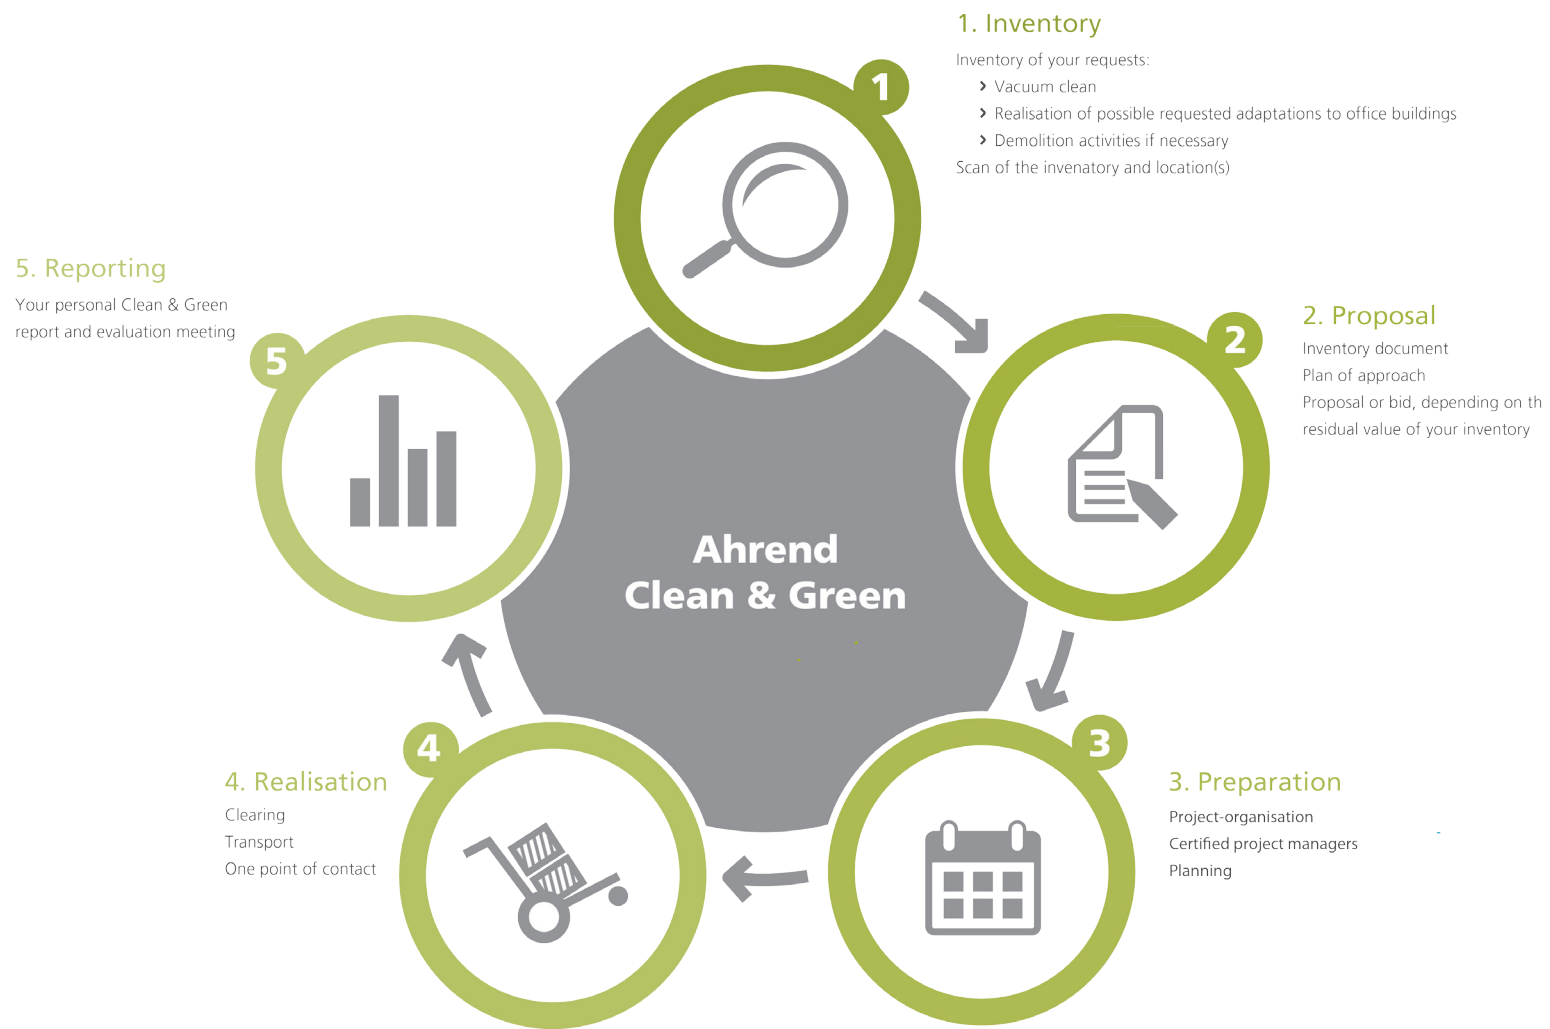 1. Inventory
Inventory of your requests:
Vacuum clean
Realisation of possible requested adaptations to office buildings
Demolition activities if necessary
Scan of the invenatory and location(s)
1
2. Proposal
Inventory document
Plan of approach
Proposal or bid, depending on th
residual value of your inventory
2
3. Preparation
Project-organisation
Certified project managers
Planning
3
4. Realisation
Clearing
Transport
One point of contact
4
5. Reporting
Your personal Clean & Green
report and evaluation meeting
5
Ahrend
Clean & Green